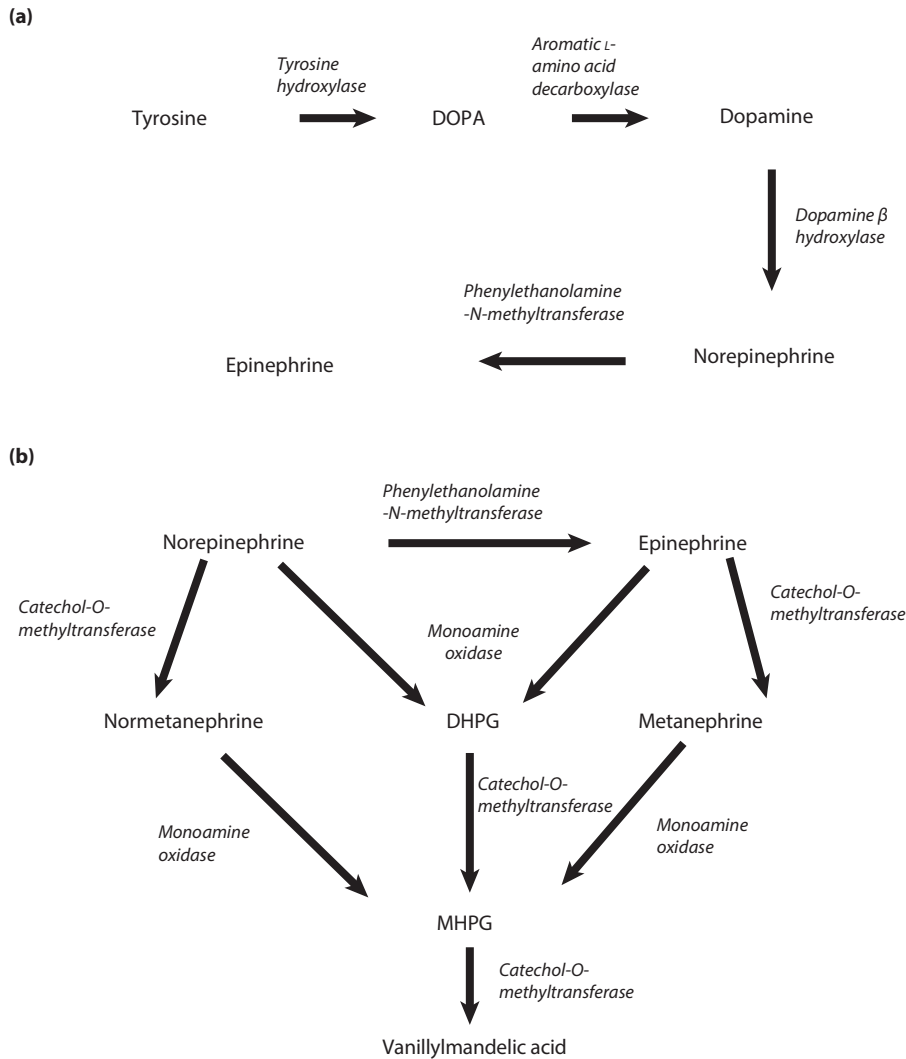 (a)
Tyrosine
hydroxylase
Aromatic L-
amino acid
decarboxylase
Tyrosine
DOPA
Dopamine
Dopamine β
hydroxylase
Phenylethanolamine
-N-methyltransferase
Epinephrine
Norepinephrine
(b)
Phenylethanolamine
-N-methyltransferase
Norepinephrine
Epinephrine
Catechol-O-
methyltransferase
Monoamine
oxidase
Catechol-O-
methyltransferase
Normetanephrine
DHPG
Metanephrine
Monoamine
oxidase
Catechol-O-
methyltransferase
Monoamine
oxidase
MHPG
Catechol-O-
methyltransferase
Vanillylmandelic acid